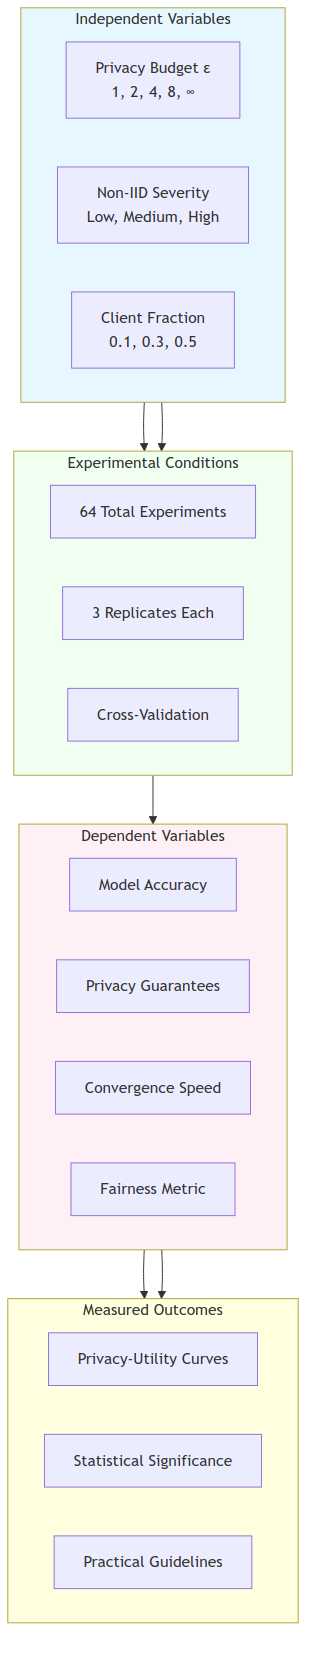 Independent Variables
Privacy Budget ε
1, 2, 4, 8, ∞
Non-IID Severity
Low, Medium, High
Client Fraction
0.1, 0.3, 0.5
Experimental Conditions
64 Total Experiments
3 Replicates Each
Cross-Validation
Dependent Variables
Model Accuracy
Privacy Guarantees
Convergence Speed
Fairness Metric
Measured Outcomes
Privacy-Utility Curves
Statistical Significance
Practical Guidelines